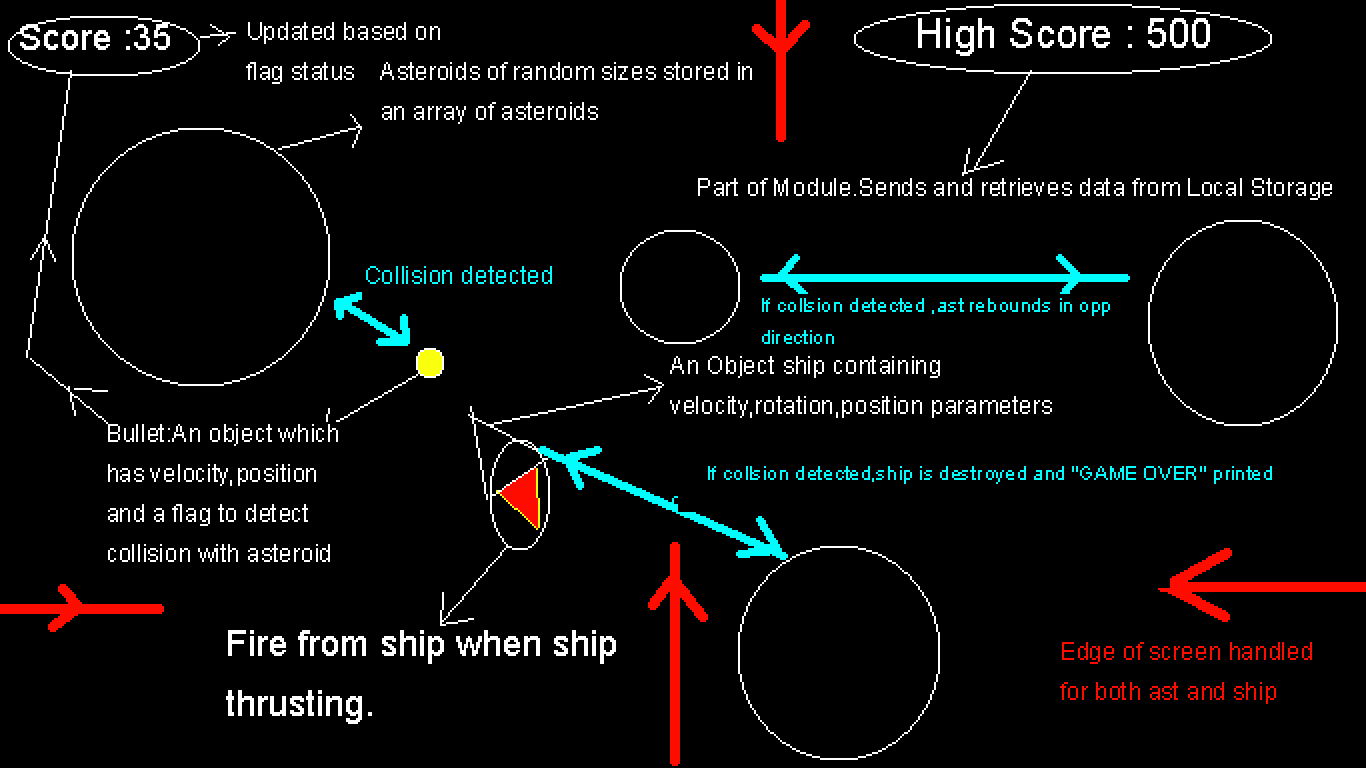 Score :35
Updated based on
flag status
Asteroids of random sizes stored in
an array of asteroids
High Score : 500
Part of Module.Sends and retrieves data from Local Storage
Collision detected
If collsion detected ,ast rebounds in opp
direction
An Object ship containing
velocity,rotation,position parameters
Bullet:An object which
has velocity,position
and a flag to detect
collision with asteroid
If collsion detected,ship is destroyed and "GAME OVER" printed
Fire from ship when ship
thrusting.
Edge of screen handled
for both ast and ship